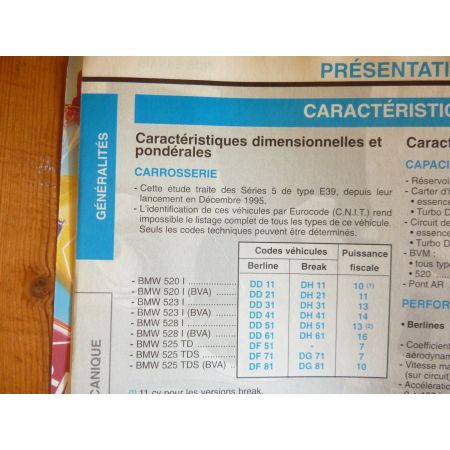 PRÉSENTATI
CARACTÉRISTIQ
GÉNÉRALITÉS
Caractéristiques dimensionnelles et
pondérales
CARROSSERIE
- Cette étude traite des Séries 5 de type E39, depuis leur
lancement en Décembre 1995.
- L'identification de ces véhicules par Eurocode (C.N.I.T.) rend
impossible le listage complet de tous les types de ce véhicule.
Seuls les codes techniques peuvent être déterminés.
Codes véhicules Puissance
Berline Break fiscale
- BMW 520 I DD 11 DH 11 10 (1)
- BMW 520 I (BVA) DD 21 DH 21 11
- BMW 523 I DD 31 DH 31 13
- BMW 523 I (BVA) DD 41 DH 41 14
- BMW 528 I DD 51 DH 51 13 (2)
- BMW 528 I (BVA) DD 61 DH 61 16
- BMW 525 TD DF 51 - 7
- BMW 525 TDS DF 71 DG 71 7
- BMW 525 TDS (BVA) DF 81 DG 81 10
(1) 11 cv pour les versions break.
CANIQUE
Caract
CAPACI
- Réservoi
- Carter d'h
• essence
• Turbo D
- Circuit de
• essence
• Turbo D
- BVM :
• tous typ
• 520
- Pont AR
PERFOR
• Berlines
- Coefficient
aérodynam
- Vitesse ma
(sur circuit)
- Accélératio